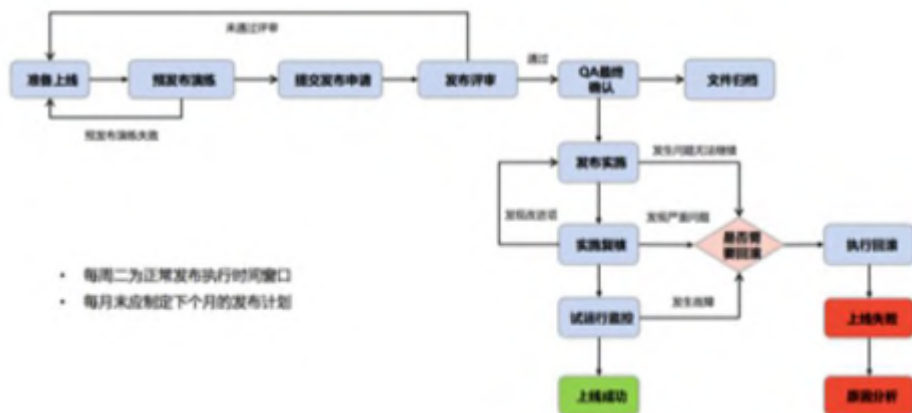 未通过评审
准备上线
预发布演练
提交发布申请
发布评审
通过
QA最终
确认
文件归档
预发布演练失败
发布实施
发生问题无法继续
发现改进项
实施复核
发现严重问题
是否需
要回滚
执行回滚
每周二为正常发布执行时间窗口
每月末应制定下个月的发布计划
试运行监控
发生故障
上线失败
上线成功
原因分析